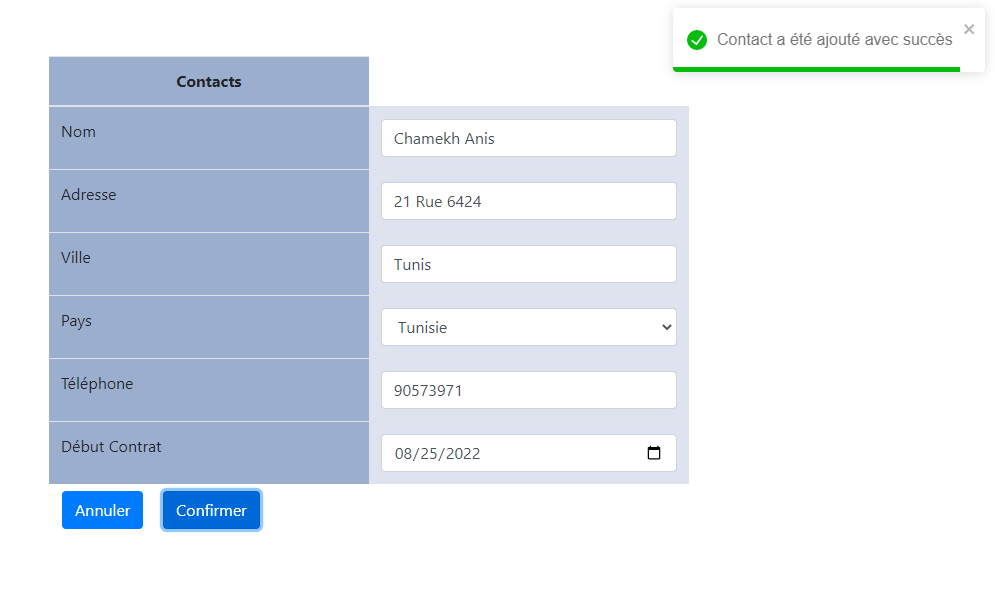 Contact a été ajouté avec succès
Contacts
Nom
Chamekh Anis
Adresse
21 Rue 6424
Ville
Tunis
Pays
Tunisie
Téléphone
90573971
Début Contrat
08/25/2022
Annuler
Confirmer